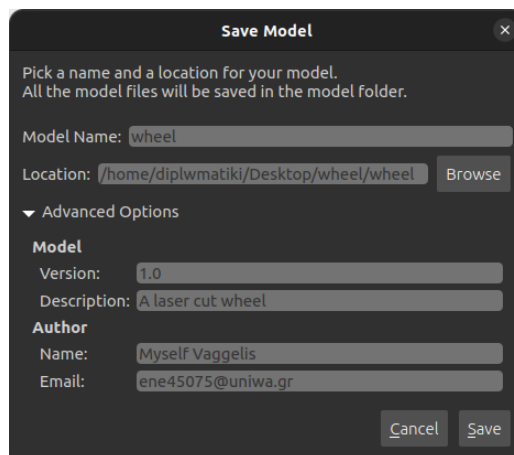 Save Model
Pick a name and a location for your model.
All the model files will be saved in the model folder.
Model Name: wheel
Location: /home/diplwmatiki/Desktop/wheel/wheel Browse
Advanced Options
Model
Version: 1.0
Description: A laser cut wheel
Author
Name: Myself Vaggelis
Email: ene45075@uniwa.gr
Cancel Save